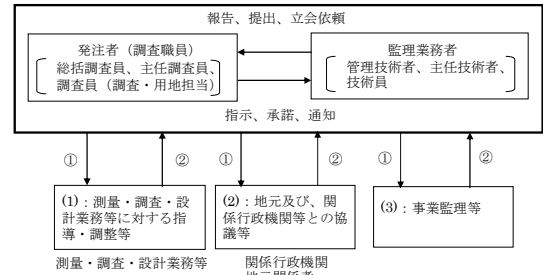 報告、提出、立会依頼
発注者（調査職員）
総括調査員、主任調査員、
調査員（調査・用地担当）
監理業務者
管理技術者、主任技術者、
技術員
指示、承諾、通知
① ② ① ② ① ②
(1)：測量・調査・設
計業務等に対する指
導・調整等
(2)：地元及び、関
係行政機関等との協
議等
(3)：事業監理等
測量・調査・設計業務等
関係行政機関
地元関係者